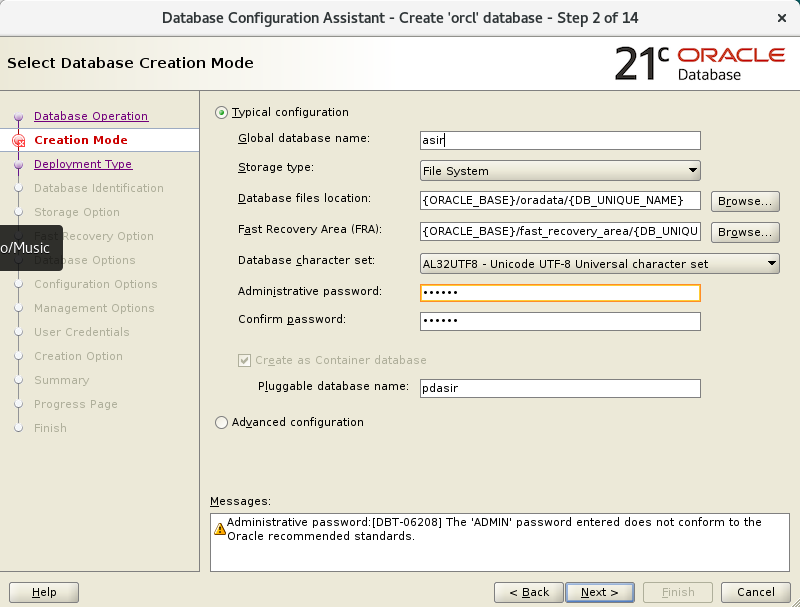 Database Configuration Assistant - Create 'orcl' database - Step 2 of 14
Select Database Creation Mode
21c ORACLE
Database
Database Operation
Creation Mode
Deployment Type
Database Identification
Storage Option
Recovery Option
o/Music
Database Options
Configuration Options
Management Options
User Credentials
Creation Option
Summary
Progress Page
Finish
Typical configuration
Global database name:
asir
Storage type:
File System
Database files location:
{ORACLE_BASE}/oradata/{DB_UNIQUE_NAME}
Browse...
Fast Recovery Area (FRA):
{ORACLE_BASE}/fast_recovery_area/{DB_UNIQU
Browse...
Database character set:
AL32UTF8 - Unicode UTF-8 Universal character set
Administrative password:
••••••
Confirm password:
••••••
Create as Container database
Pluggable database name:
pdasir
Advanced configuration
Messages:
Administrative password:[DBT-06208] The 'ADMIN' password entered does not conform to the
Oracle recommended standards.
Help
< Back
Next >
Finish
Cancel